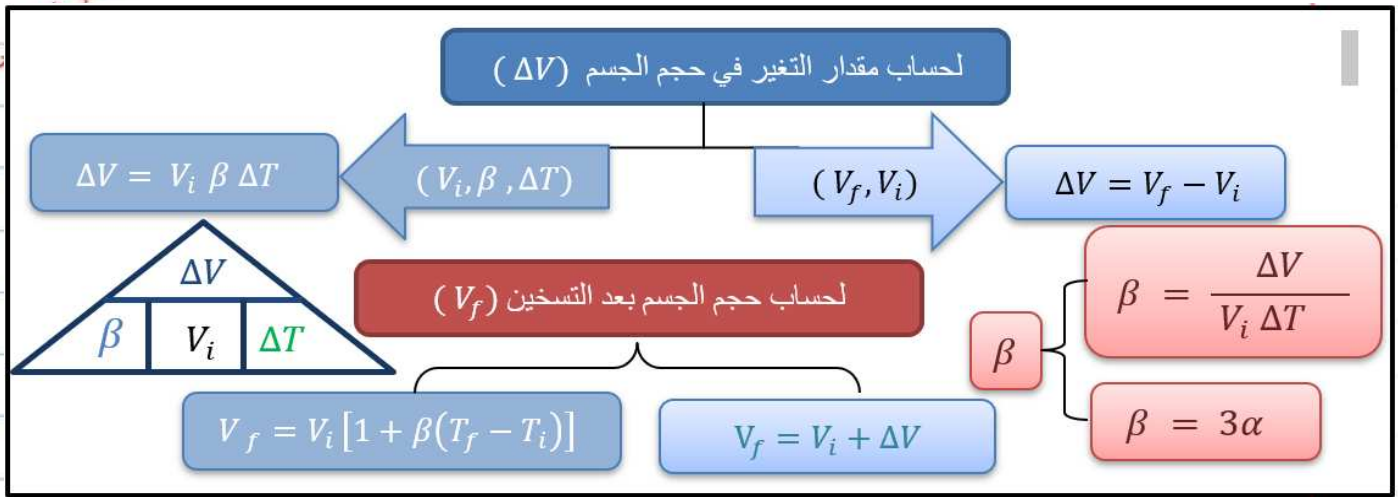 لحساب مقدار التغير في حجم الجسم (ΔV)
(V_f, V_i)
ΔV = V_f − V_i
(V_i, β, ΔT)
ΔV = V_i β ΔT
ΔV
β V_i ΔT
لحساب حجم الجسم بعد التسخين (V_f)
V_f = V_i + ΔV
V_f = V_i [1 + β(T_f − T_i)]
β
β = ΔV / (V_i ΔT)
β = 3α